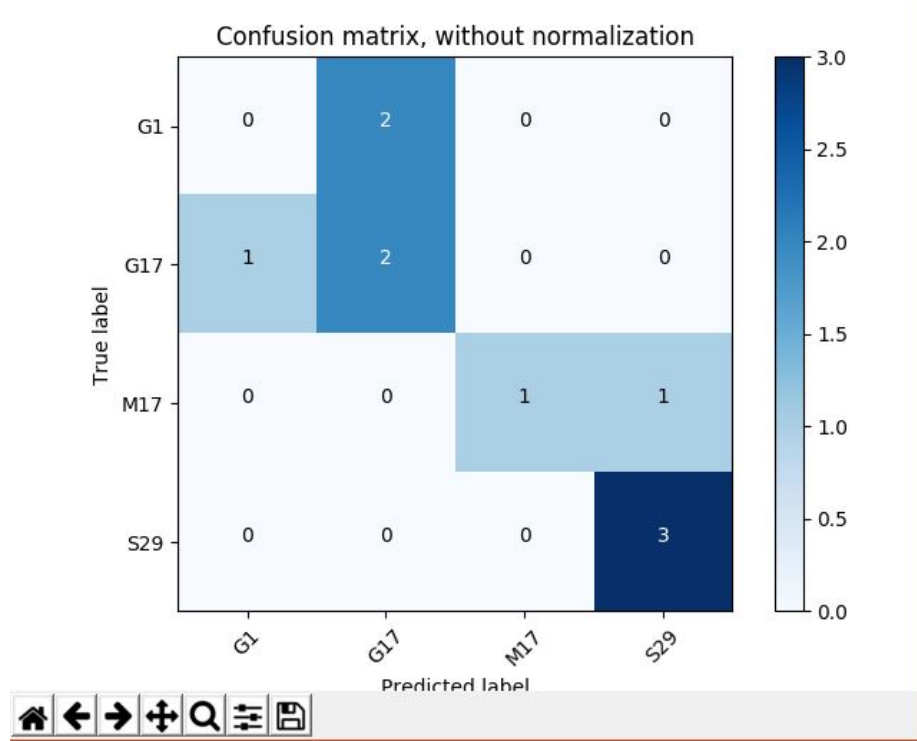 Confusion matrix, without normalization
True label
G1 0 2 0 0
G17 1 2 0 0
M17 0 0 1 1
S29 0 0 0 3
G1 G17 M17 S29
Predicted label
3.0
2.5
2.0
1.5
1.0
0.5
0.0